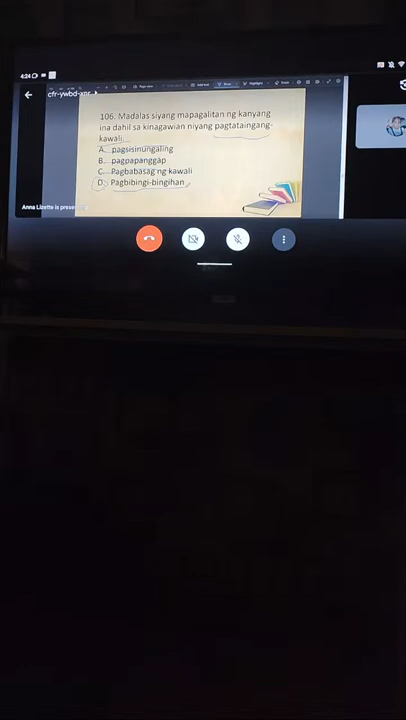 4:24
cfr-ywbd-xnr
106. Madalas siyang mapagalitan ng kanyang
ina dahil sa kinagawian niyang pagtataingang-
kawali.
A. pagsisinungaling
B. pagpapanggap
C. Pagbabasag ng kawali
D. Pagbibingi-bingihan
Anna Lizette is presenting